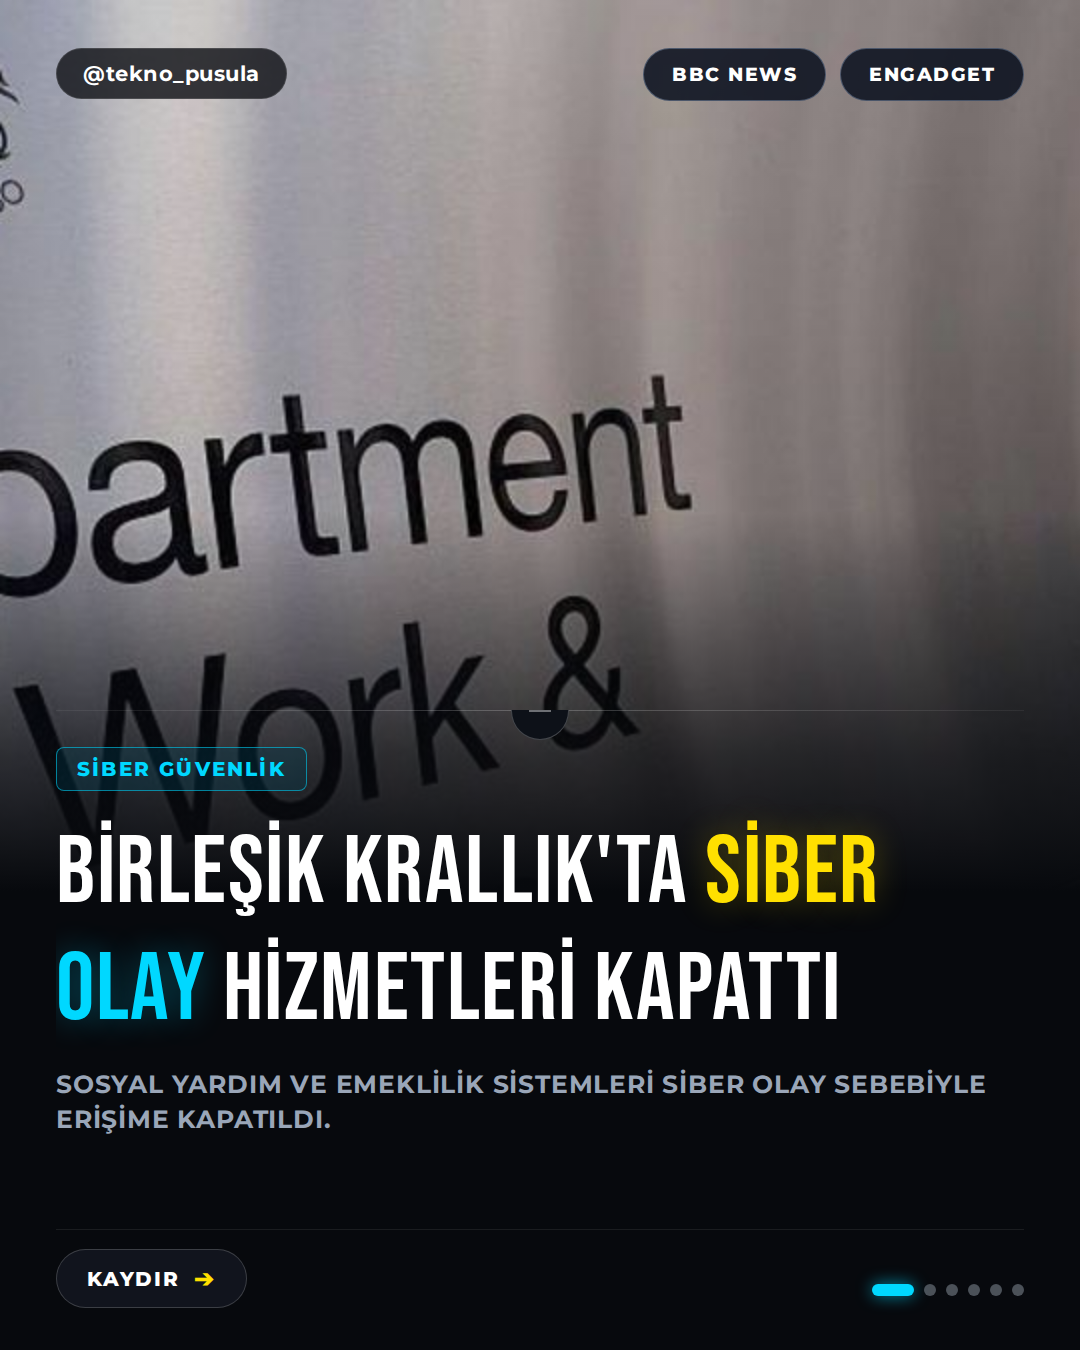 @tekno_pusula
BBC NEWS
ENGADGET
partment
Work &
SİBER GÜVENLİK
BİRLEŞİK KRALLIK'TA SİBER
OLAY HİZMETLERİ KAPATTI
SOSYAL YARDIM VE EMEKLİLİK SİSTEMLERİ SİBER OLAY SEBEBİYLE
ERİŞİME KAPATILDI.
KAYDIR ➔